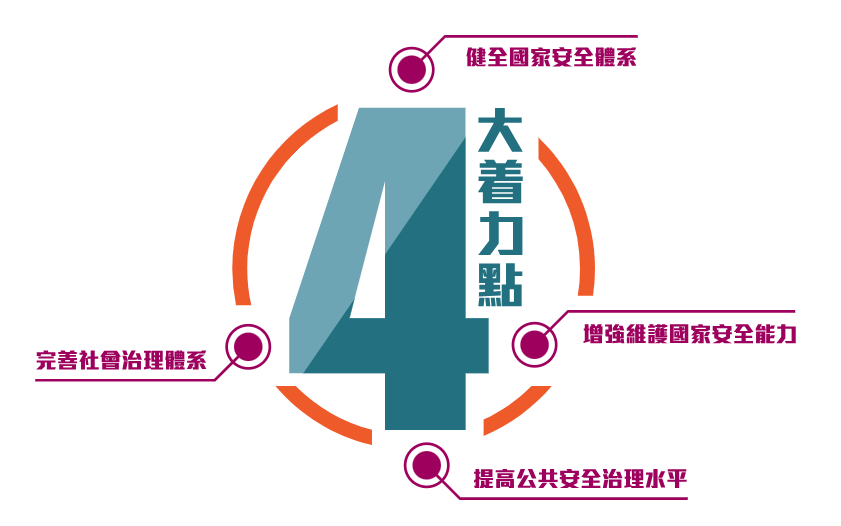 健全國家安全體系
4
大着力點
增強維護國家安全能力
完善社會治理體系
提高公共安全治理水平